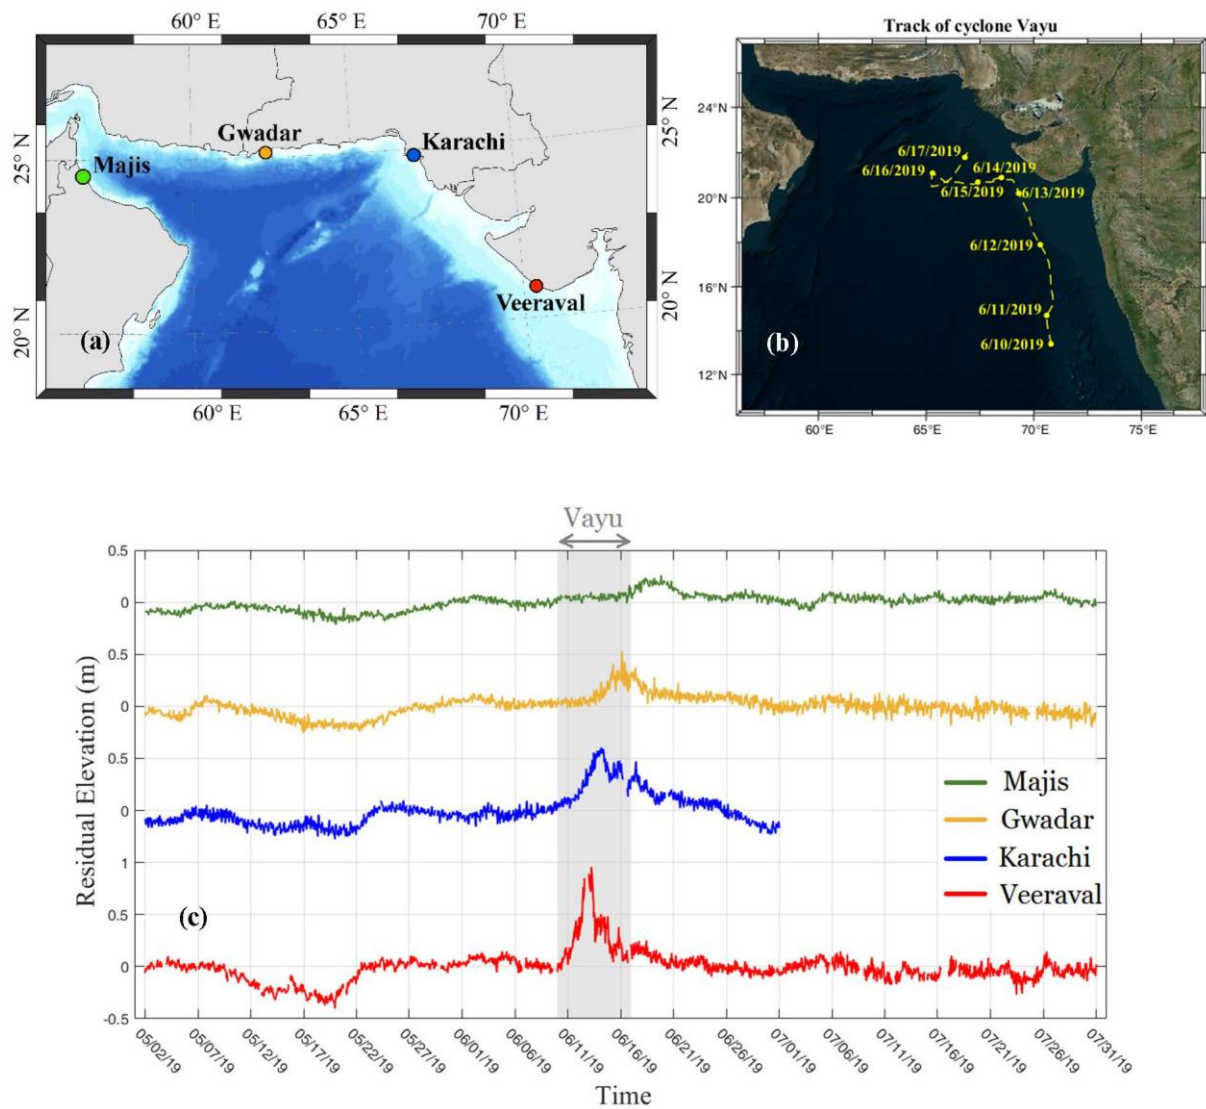 60° E 65° E 70° E
25° N
20° N
25° N
20° N
Majis
Gwadar
Karachi
Veeraval
(a)
60° E 65° E 70° E
Track of cyclone Vayu
24°N
20°N
16°N
12°N
6/17/2019
6/14/2019
6/16/2019
6/15/2019
6/13/2019
6/12/2019
6/11/2019
6/10/2019
(b)
60°E 65°E 70°E 75°E
Vayu
0.5
0
0.5
0
0.5
0
1
0.5
0
-0.5
Residual Elevation (m)
(c)
Majis
Gwadar
Karachi
Veeraval
05/02/19 05/07/19 05/12/19 05/17/19 05/22/19 05/27/19 06/01/19 06/06/19 06/11/19 06/16/19 06/21/19 06/26/19 07/01/19 07/06/19 07/11/19 07/16/19 07/21/19 07/26/19 07/31/19
Time